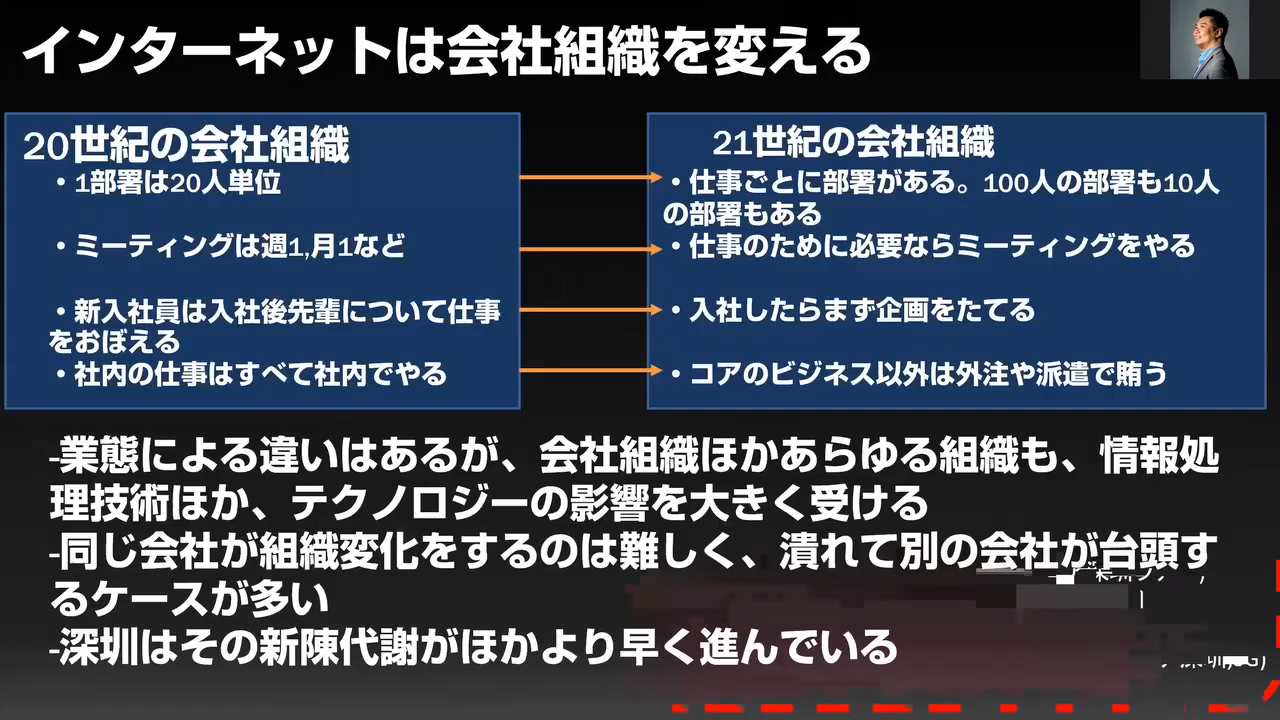 インターネットは会社組織を変える
20世紀の会社組織
・1部署は20人単位
・ミーティングは週1,月1など
・新入社員は入社後先輩について仕事
をおぼえる
・社内の仕事はすべて社内でやる
21世紀の会社組織
・仕事ごとに部署がある。100人の部署も10人
の部署もある
・仕事のために必要ならミーティングをやる
・入社したらまず企画をたてる
・コアのビジネス以外は外注や派遣で賄う
-業態による違いはあるが、会社組織ほかあらゆる組織も、情報処
理技術ほか、テクノロジーの影響を大きく受ける
-同じ会社が組織変化をするのは難しく、潰れて別の会社が台頭す
るケースが多い
-深圳はその新陳代謝がほかより早く進んでいる